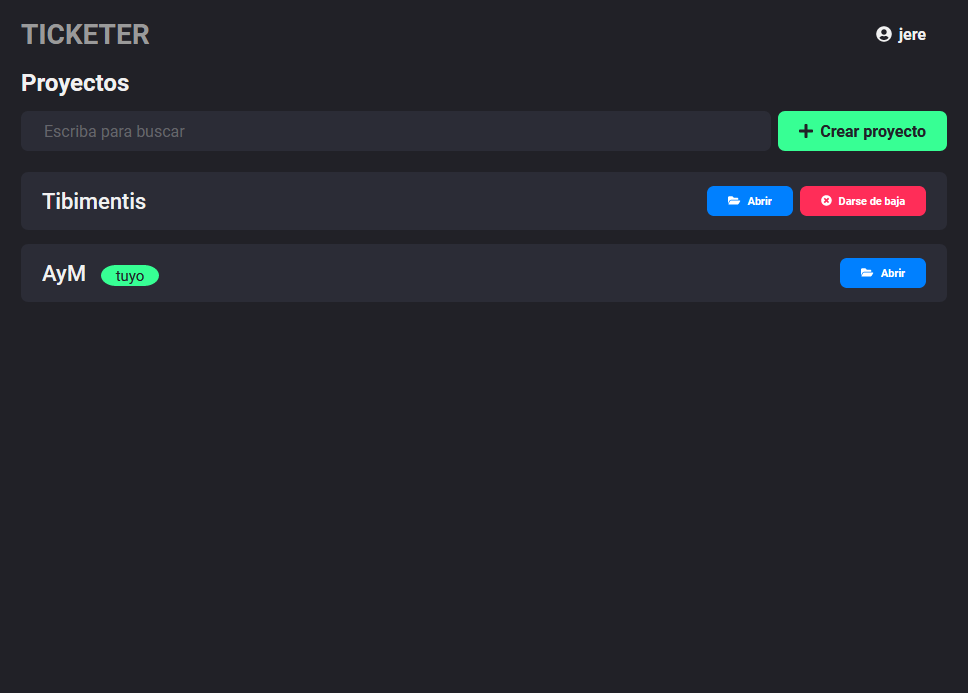 TICKETER
jere
Proyectos
Escriba para buscar
Crear proyecto
Tibimentis
Abrir
Darse de baja
AyM
tuyo
Abrir